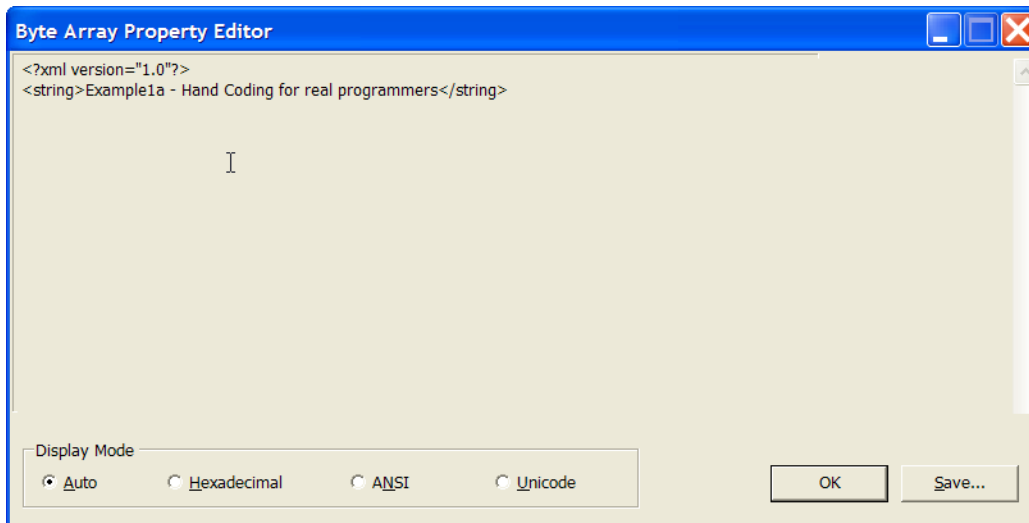 Byte Array Property Editor
<?xml version="1.0"?>
<string>Example1a - Hand Coding for real programmers</string>
Display Mode
Auto Hexadecimal ANSI Unicode
OK Save...